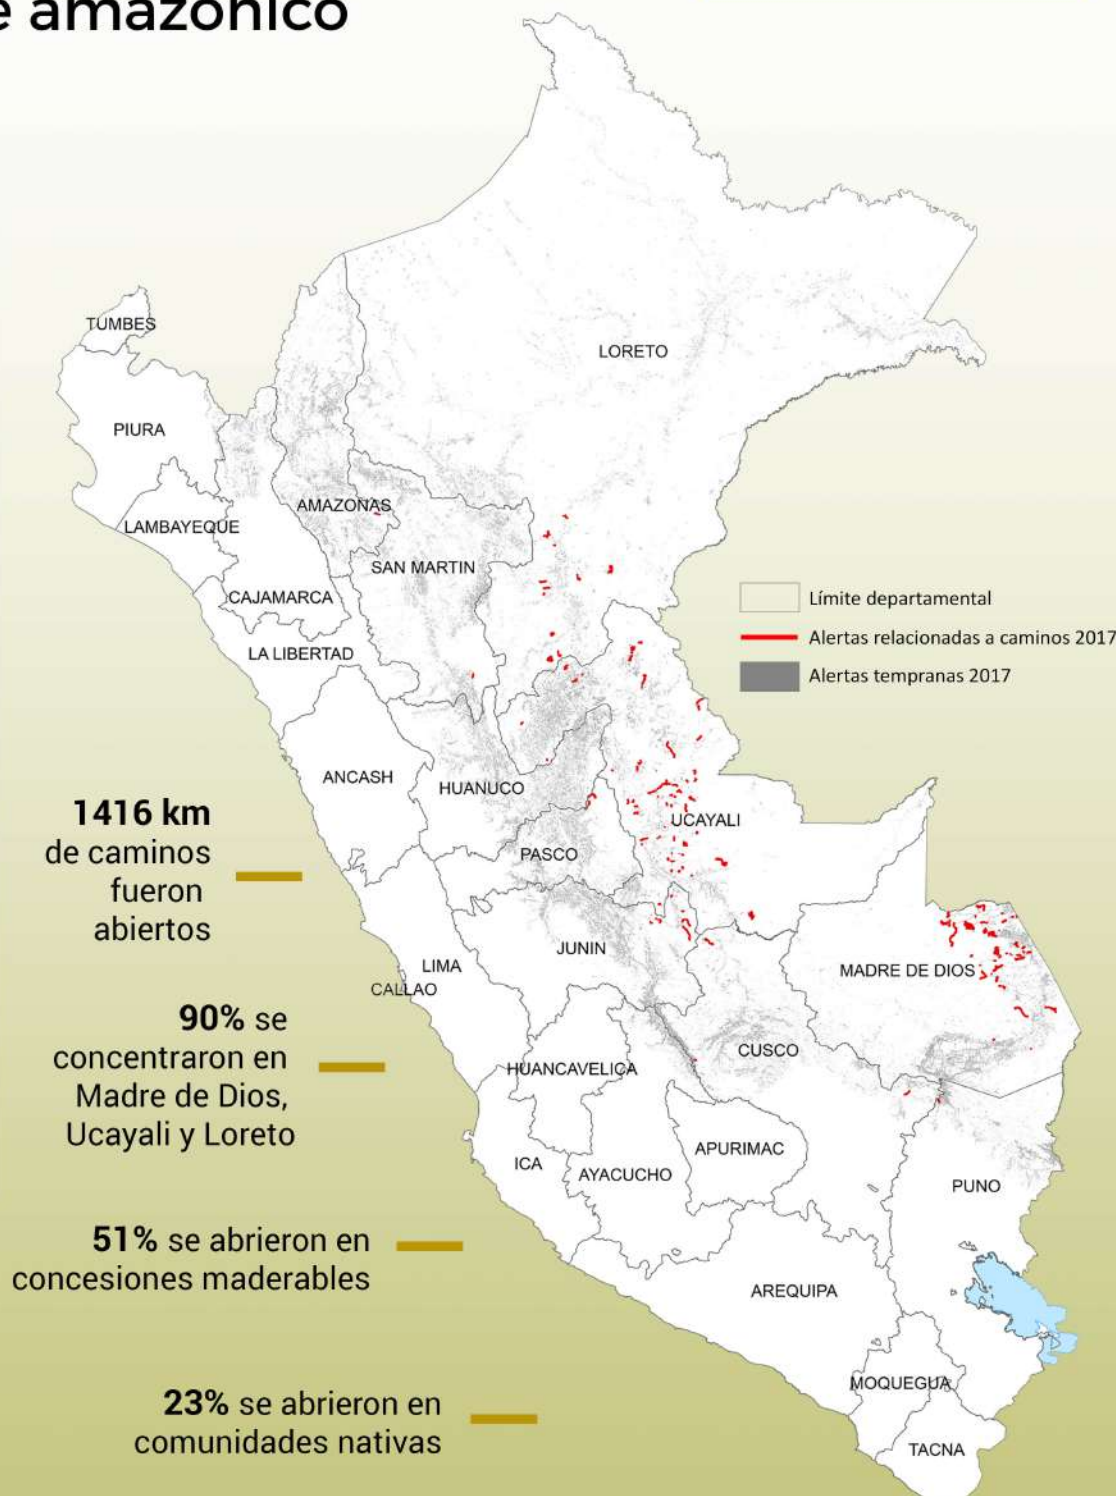 e amazónico
TUMBES
LORETO
PIURA
AMAZONAS
LAMBAYEQUE
SAN MARTIN
CAJAMARCA
Límite departamental
Alertas relacionadas a caminos 2017
LA LIBERTAD
Alertas tempranas 2017
ANCASH
HUANUCO
UCAYALI
1416 km
de caminos
fueron
abiertos
PASCO
JUNIN
LIMA
MADRE DE DIOS
CALLAO
90% se
concentraron en
Madre de Dios,
Ucayali y Loreto
CUSCO
HUANCAVELICA
APURIMAC
ICA
AYACUCHO
PUNO
51% se abrieron en
concesiones maderables
AREQUIPA
MOQUEGUA
23% se abrieron en
comunidades nativas
TACNA